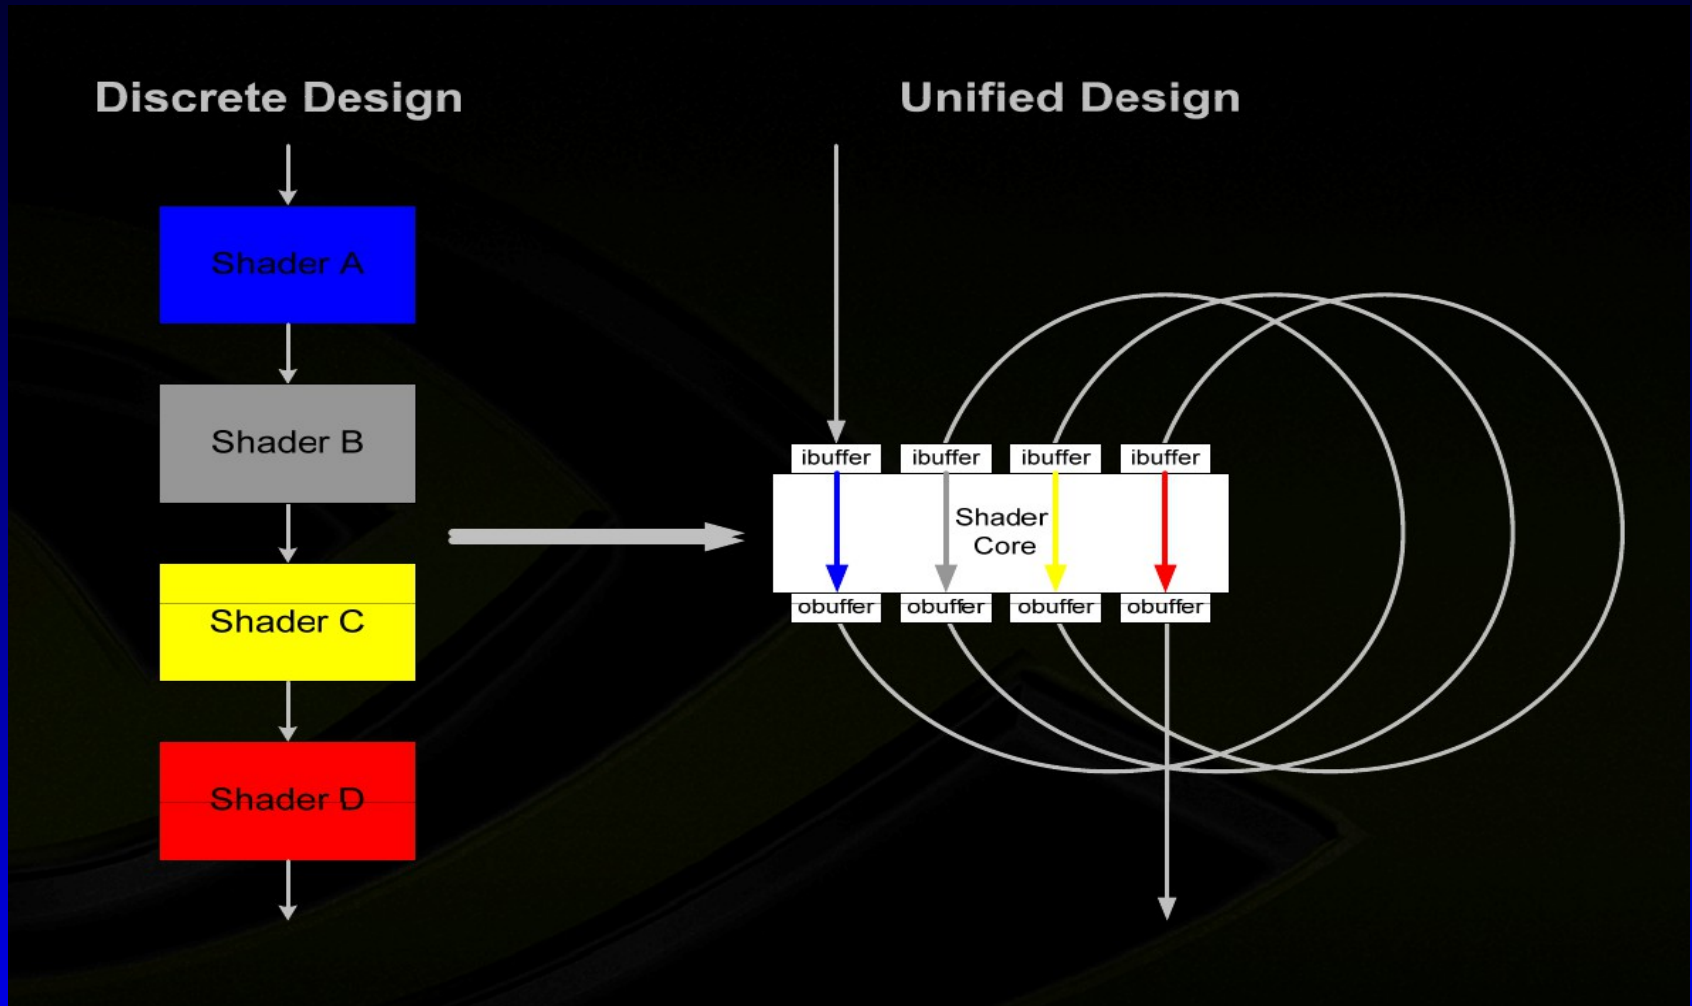 Discrete Design
Unified Design
Shader A
Shader B
Shader C
Shader D
ibuffer ibuffer ibuffer ibuffer
Shader
Core
obuffer obuffer obuffer obuffer